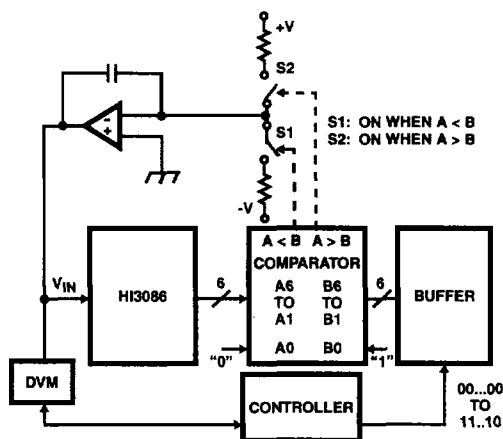 +V
S2
S1
S1: ON WHEN A < B
S2: ON WHEN A > B
-V
- 
+
A < B A > B
COMPARATOR
A6 B6
TO TO
A1 B1
A0 B0
HI3086
VIN
6
6
BUFFER
"0"
"1"
DVM
CONTROLLER
00...00
TO
11..10